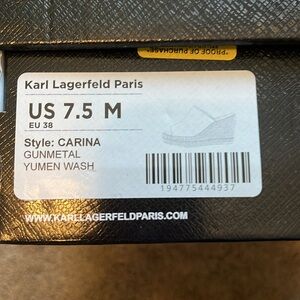 *PROOF OF PURCHASE*
Karl Lagerfeld Paris
US 7.5 M
EU 38
Style: CARINA
GUNMETAL
YUMEN WASH
194775444937
WWW.KARLLAGERFELDPARIS.COM